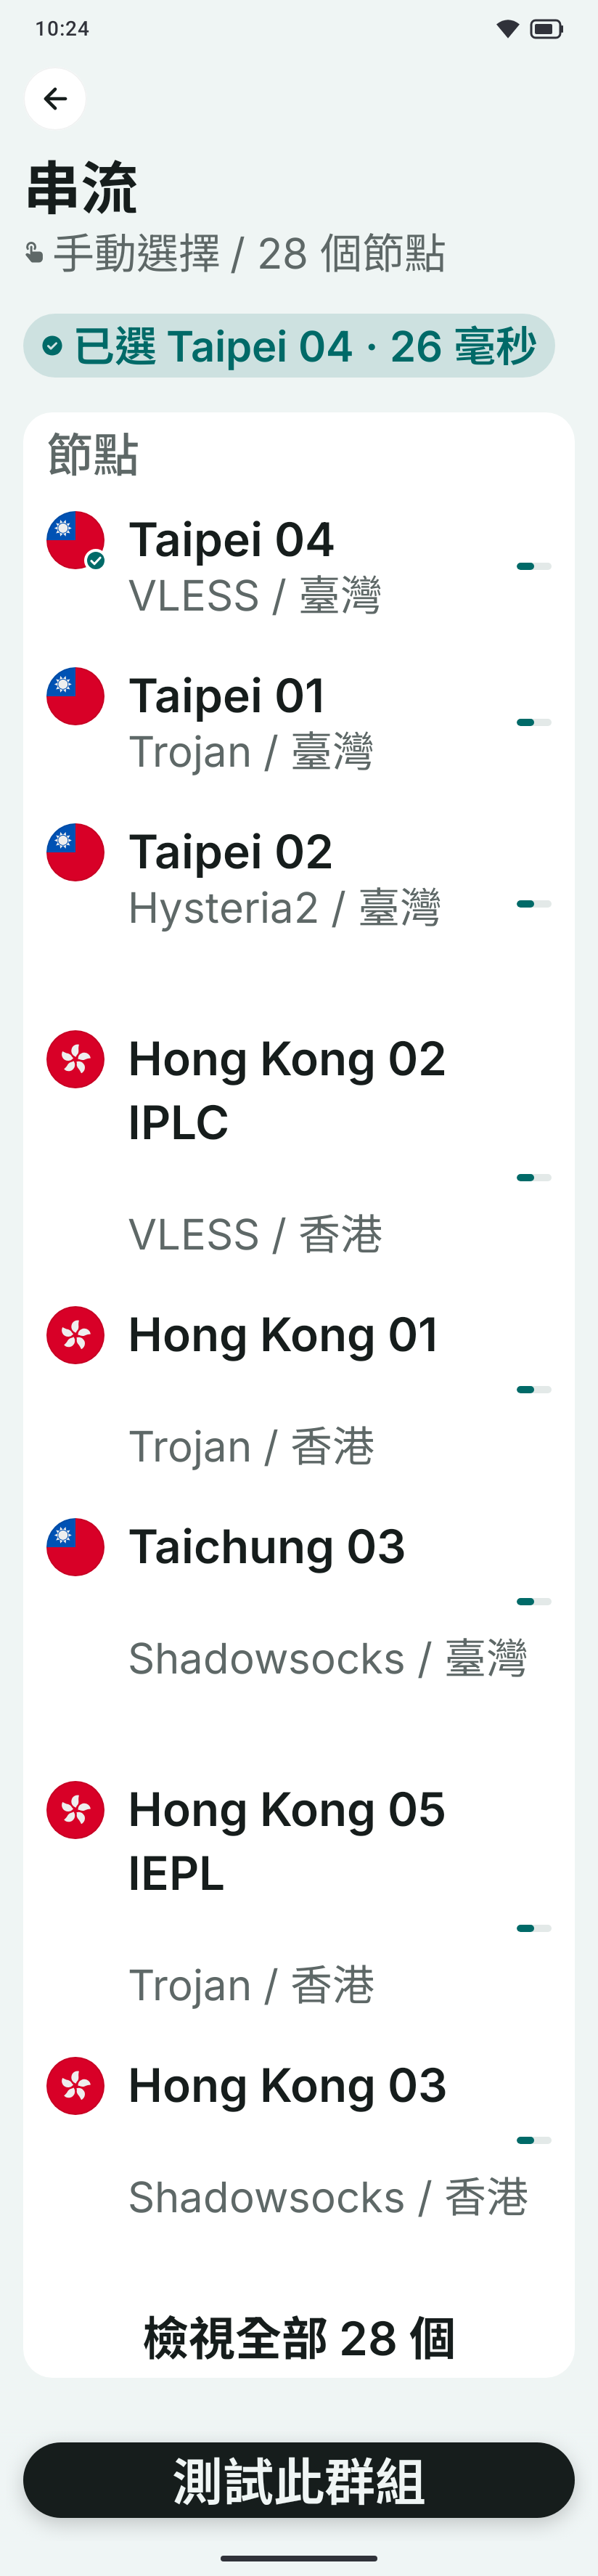 10:24
串流
手動選擇 / 28 個節點
已選 Taipei 04 · 26 毫秒
節點
Taipei 04
VLESS / 臺灣
Taipei 01
Trojan / 臺灣
Taipei 02
Hysteria2 / 臺灣
Hong Kong 02
IPLC
VLESS / 香港
Hong Kong 01
Trojan / 香港
Taichung 03
Shadowsocks / 臺灣
Hong Kong 05
IEPL
Trojan / 香港
Hong Kong 03
Shadowsocks / 香港
檢視全部 28 個
測試此群組